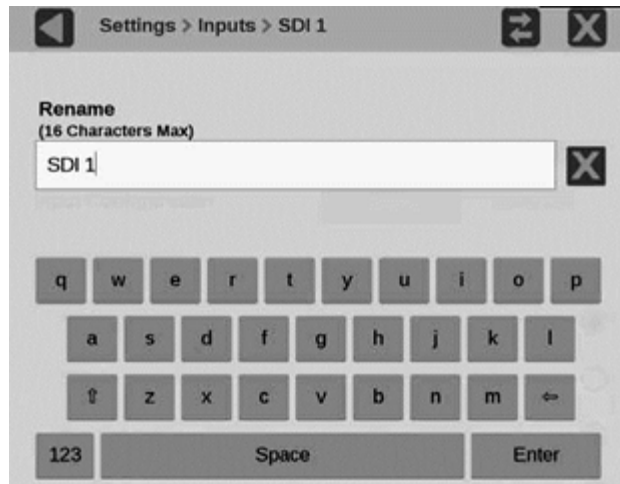 Settings > Inputs > SDI 1
Rename
(16 Characters Max)
SDI 1
q w e r t y u i o p
a s d f g h j k l
⇧ z x c v b n m ⇦
123 Space Enter